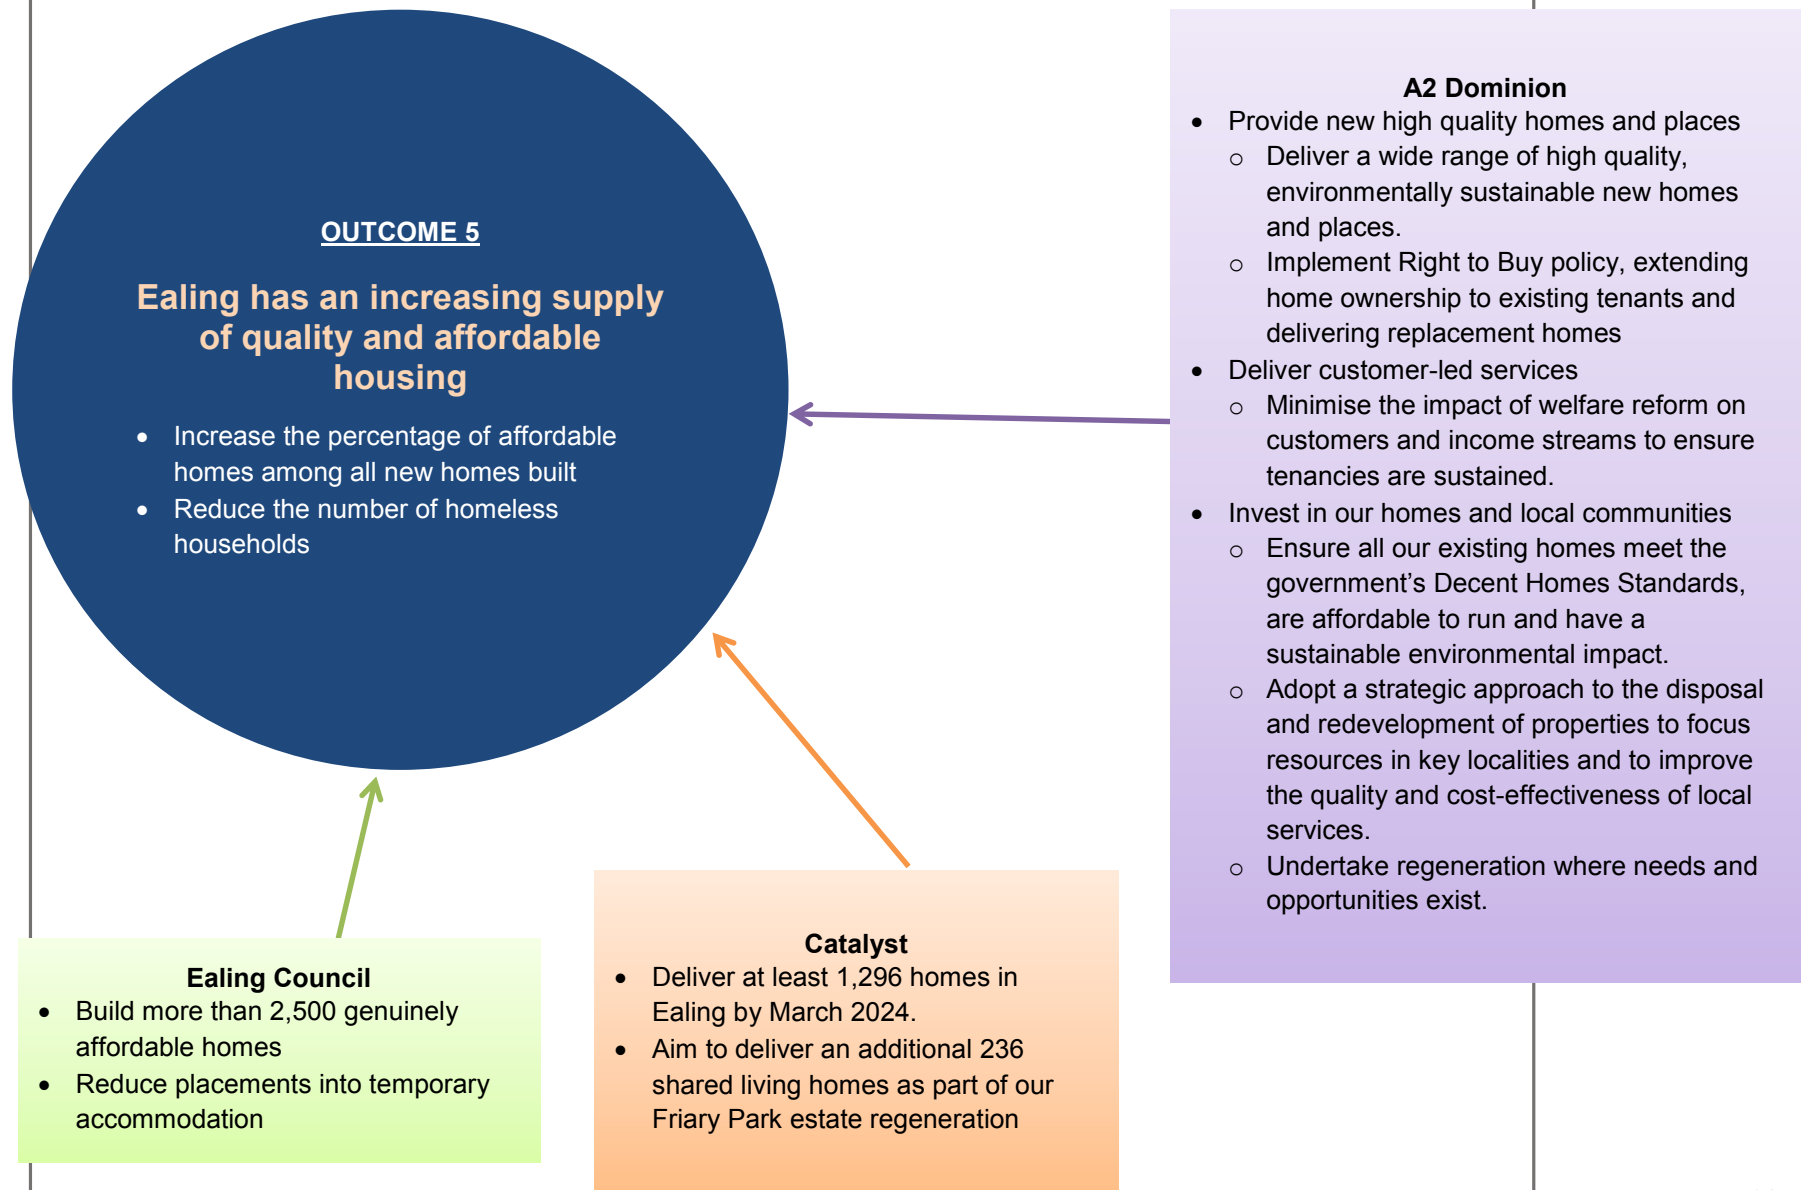 OUTCOME 5
Ealing has an increasing supply
of quality and affordable
housing
• Increase the percentage of affordable
homes among all new homes built
• Reduce the number of homeless
households
A2 Dominion
• Provide new high quality homes and places
o Deliver a wide range of high quality,
environmentally sustainable new homes
and places.
o Implement Right to Buy policy, extending
home ownership to existing tenants and
delivering replacement homes
• Deliver customer-led services
o Minimise the impact of welfare reform on
customers and income streams to ensure
tenancies are sustained.
• Invest in our homes and local communities
o Ensure all our existing homes meet the
government’s Decent Homes Standards,
are affordable to run and have a
sustainable environmental impact.
o Adopt a strategic approach to the disposal
and redevelopment of properties to focus
resources in key localities and to improve
the quality and cost-effectiveness of local
services.
o Undertake regeneration where needs and
opportunities exist.
Ealing Council
• Build more than 2,500 genuinely
affordable homes
• Reduce placements into temporary
accommodation
Catalyst
• Deliver at least 1,296 homes in
Ealing by March 2024.
• Aim to deliver an additional 236
shared living homes as part of our
Friary Park estate regeneration